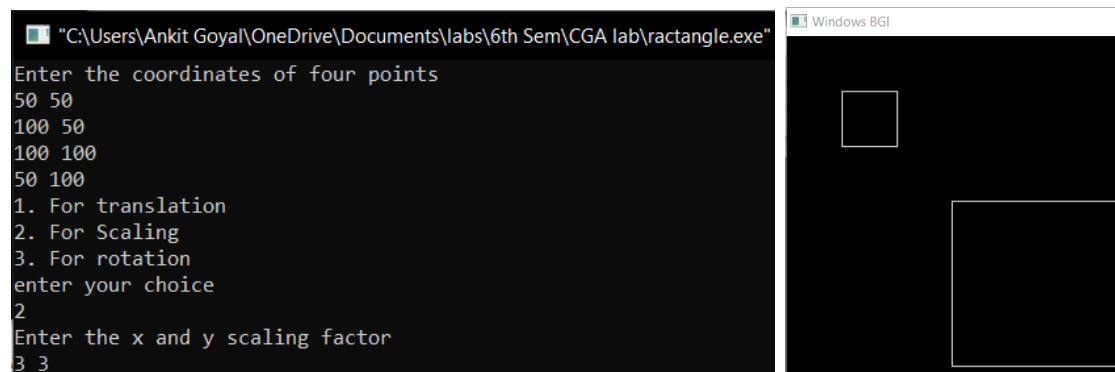 "C:\Users\Ankit Goyal\OneDrive\Documents\labs\6th Sem\CGA lab\ractangle.exe"
Enter the coordinates of four points
50 50
100 50
100 100
50 100
1. For translation
2. For Scaling
3. For rotation
enter your choice
2
Enter the x and y scaling factor
3 3
Windows BGI